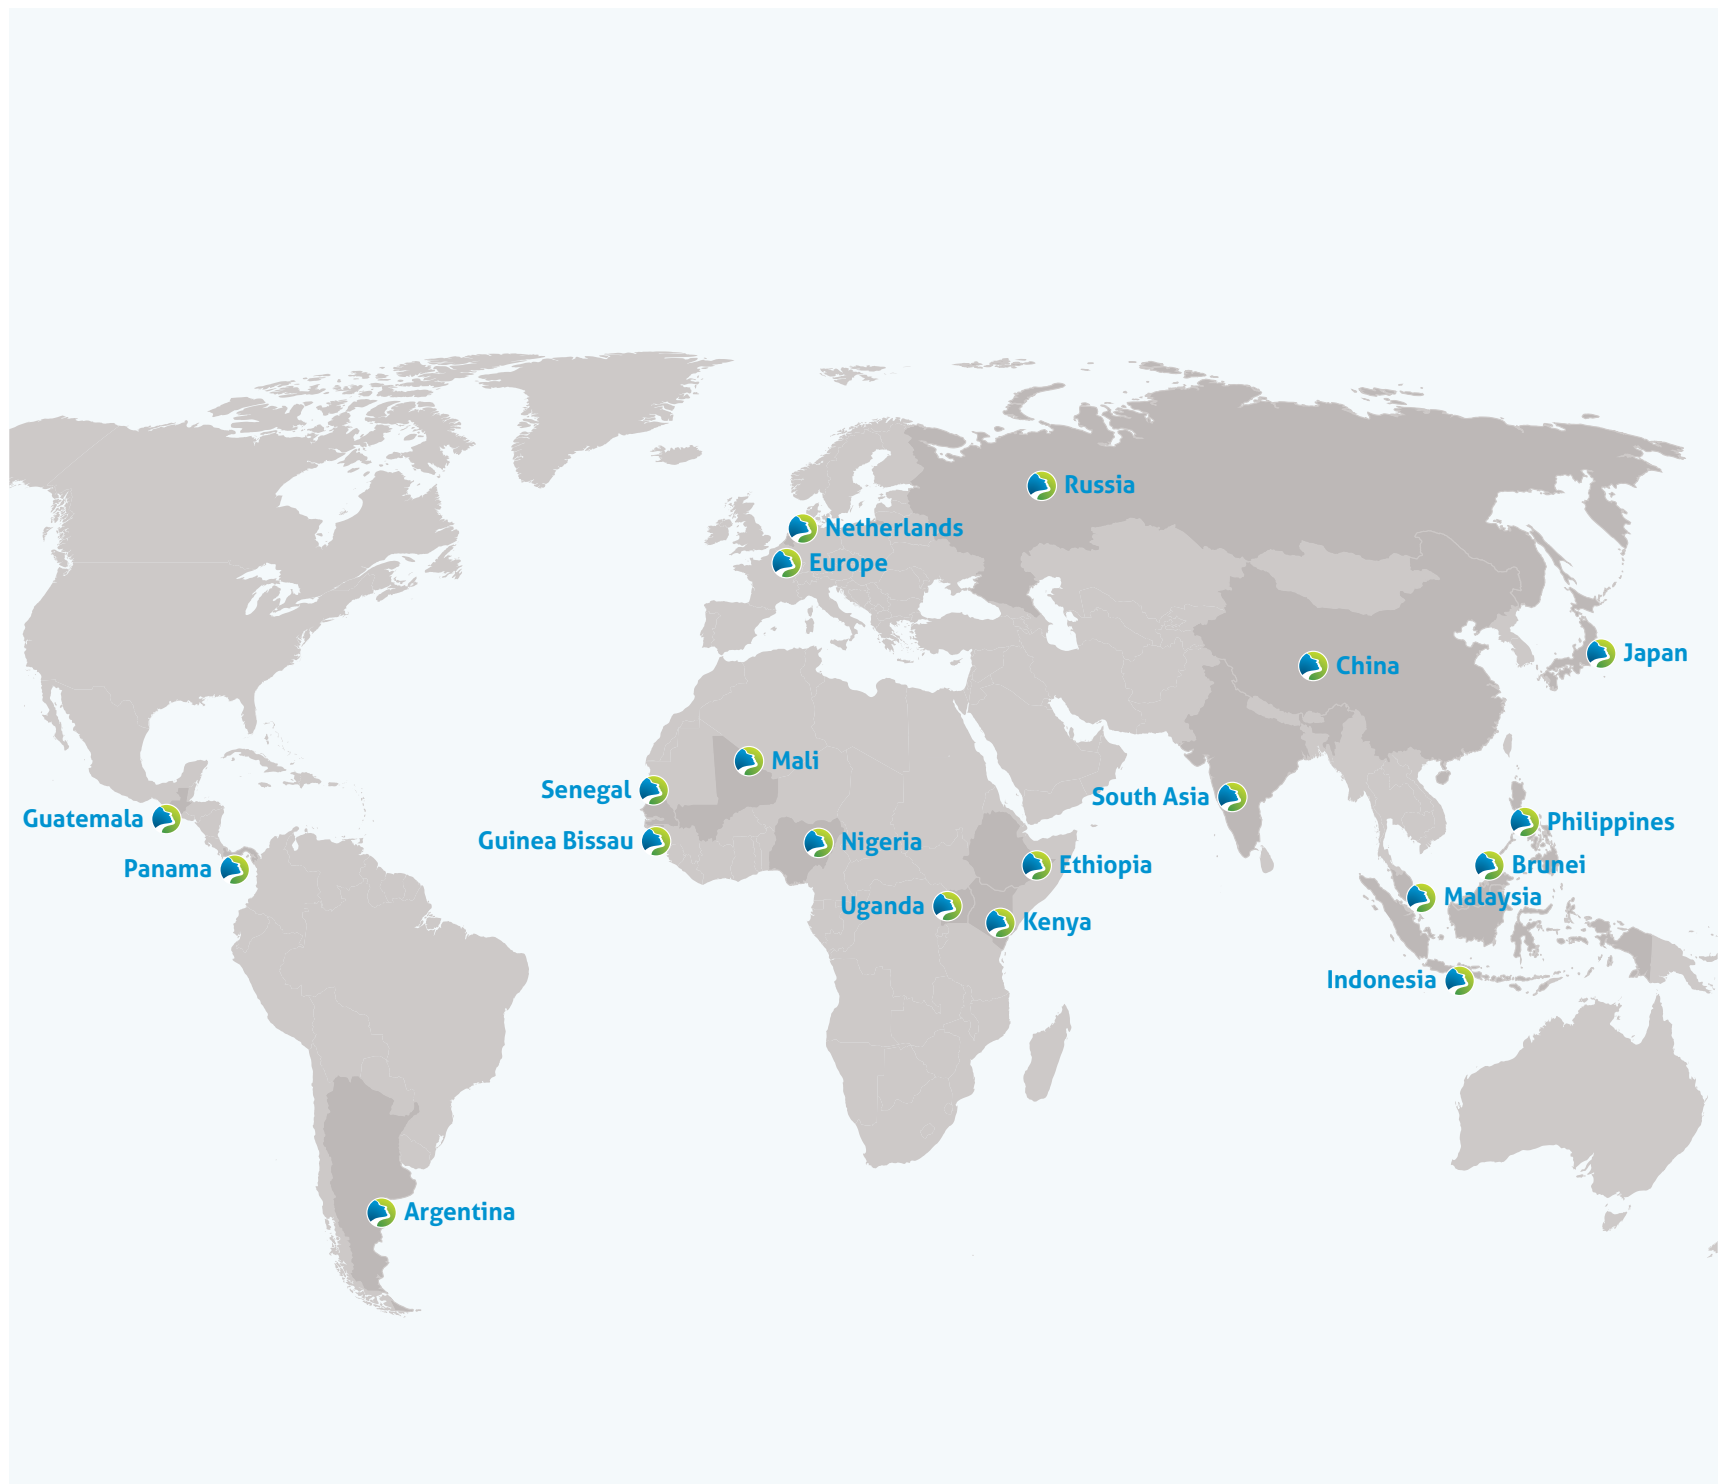 Russia
Netherlands
Europe
Japan
China
Mali
Senegal
South Asia
Guatemala
Philippines
Guinea Bissau
Nigeria
Panama
Ethiopia
Brunei
Malaysia
Uganda
Kenya
Indonesia
Argentina